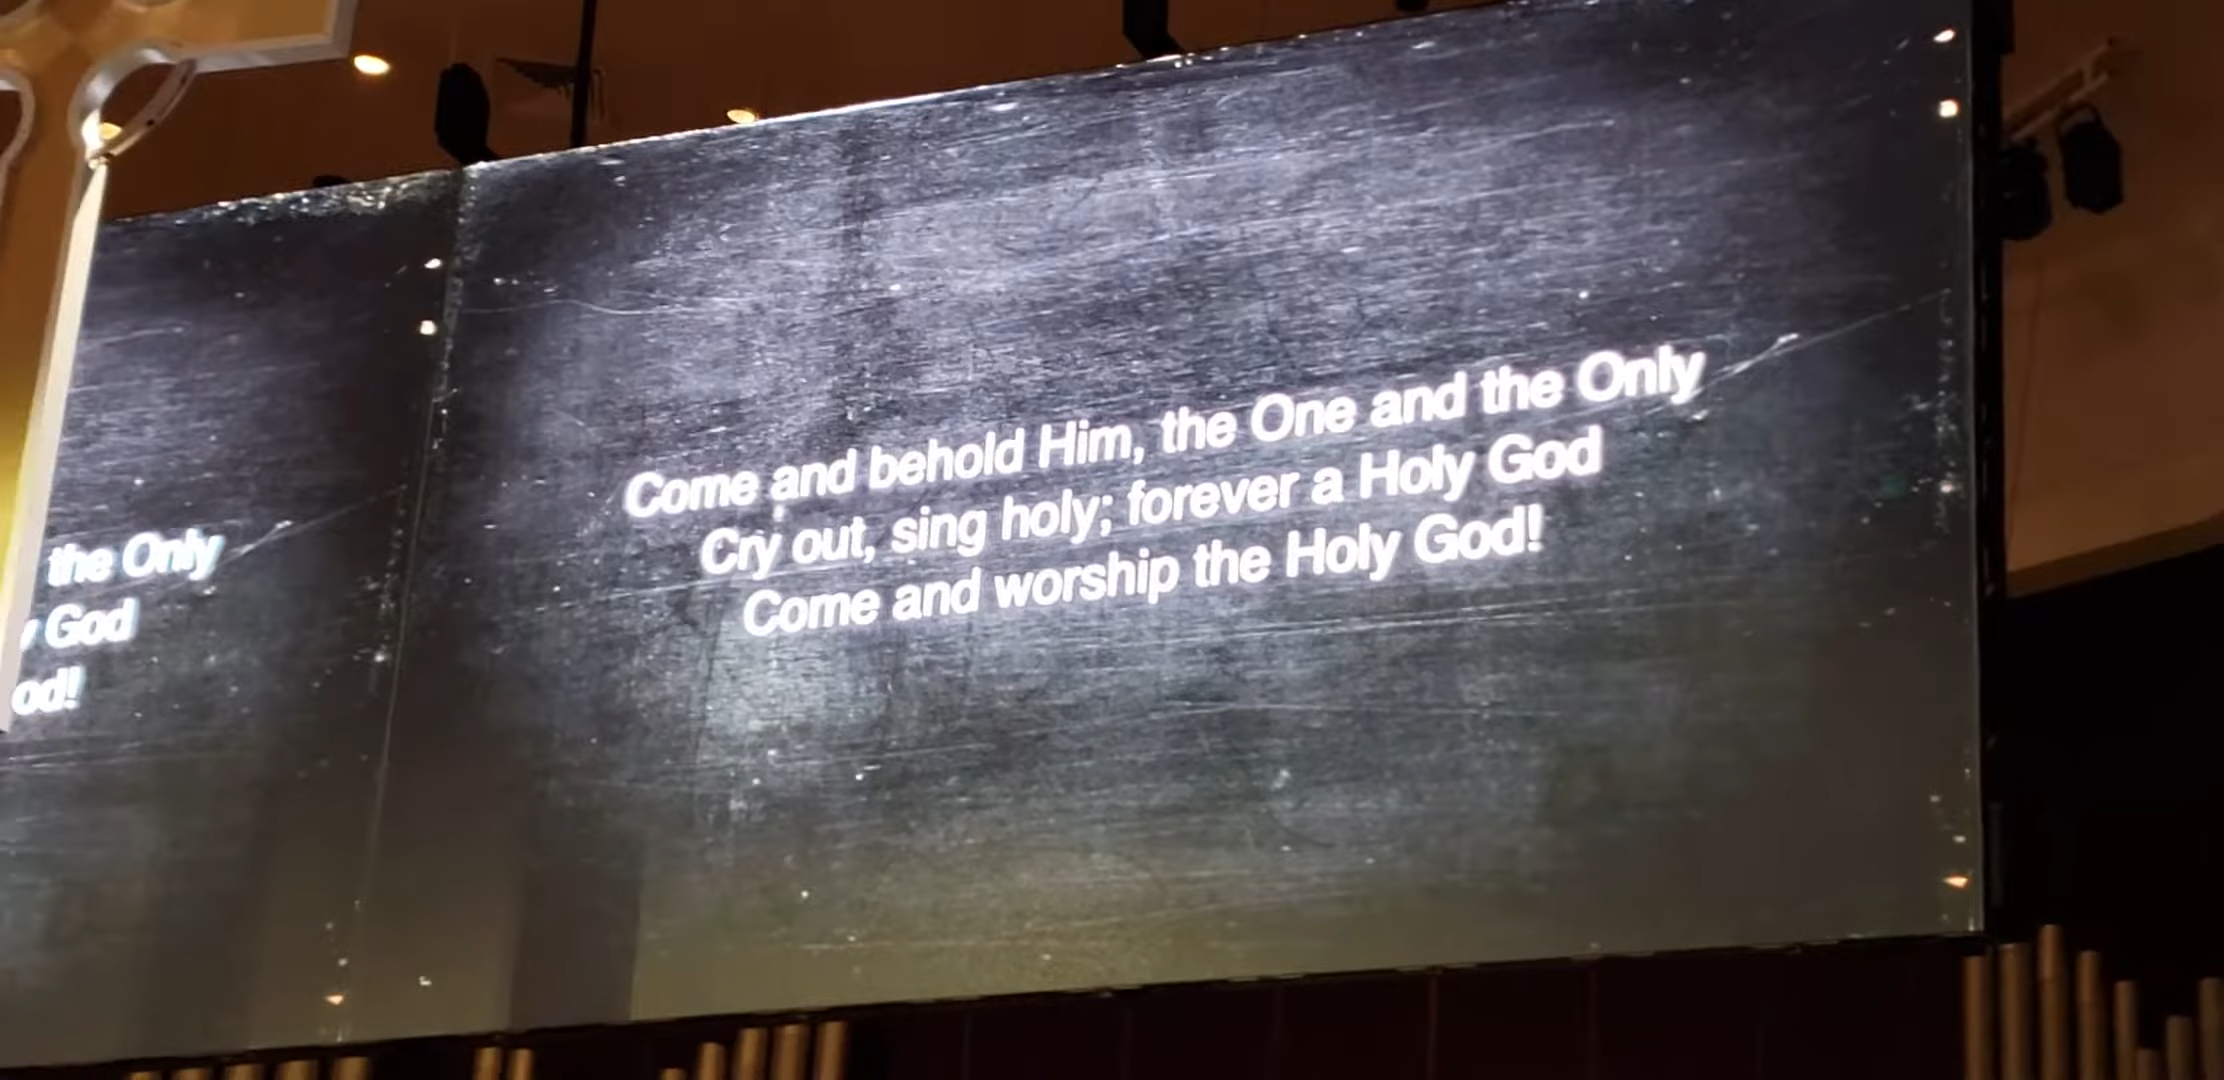 Come and behold Him, the One and the Only
Cry out, sing holy; forever a Holy God
Come and worship the Holy God!
the Only
God
od!